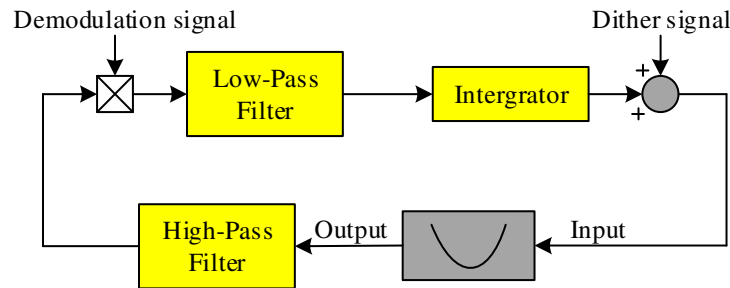 Demodulation signal
Dither signal
Low-Pass
Filter
Intergrator
+
+
High-Pass
Filter
Output
Input